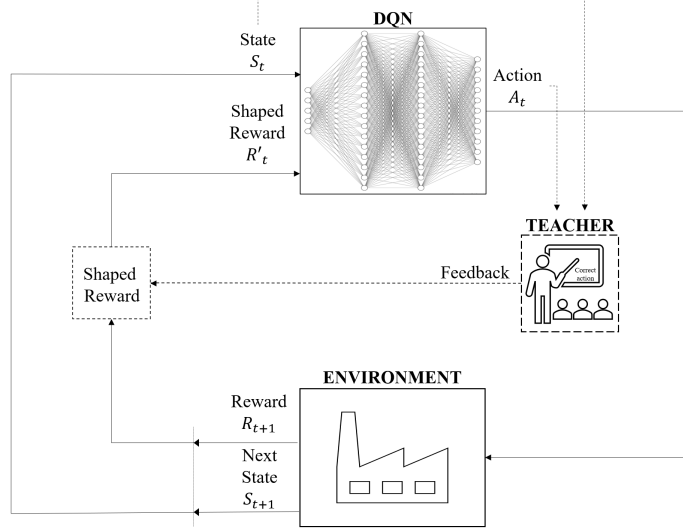 DQN
State
S_t
Shaped
Reward
R'_t
Action
A_t
TEACHER
Correct
action
Feedback
Shaped
Reward
ENVIRONMENT
Reward
R_{t+1}
Next
State
S_{t+1}